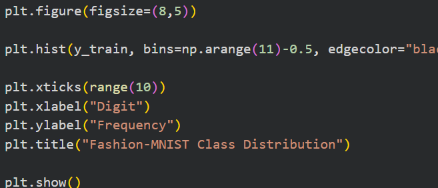 plt.figure(figsize=(8,5))
plt.hist(y_train, bins=np.arange(11)-0.5, edgecolor="bla
plt.xticks(range(10))
plt.xlabel("Digit")
plt.ylabel("Frequency")
plt.title("Fashion-MNIST Class Distribution")
plt.show()